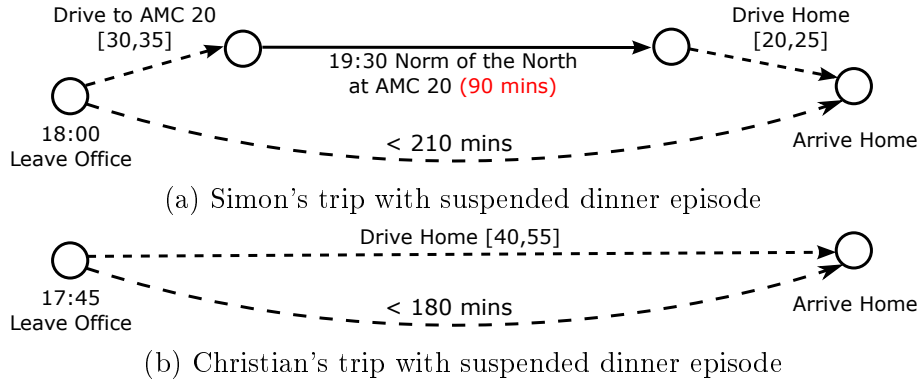 Drive to AMC 20
[30,35]
Drive Home
[20,25]
19:30 Norm of the North
at AMC 20 (90 mins)
18:00
Leave Office
< 210 mins
Arrive Home
(a) Simon's trip with suspended dinner episode
Drive Home [40,55]
17:45
Leave Office
< 180 mins
Arrive Home
(b) Christian's trip with suspended dinner episode